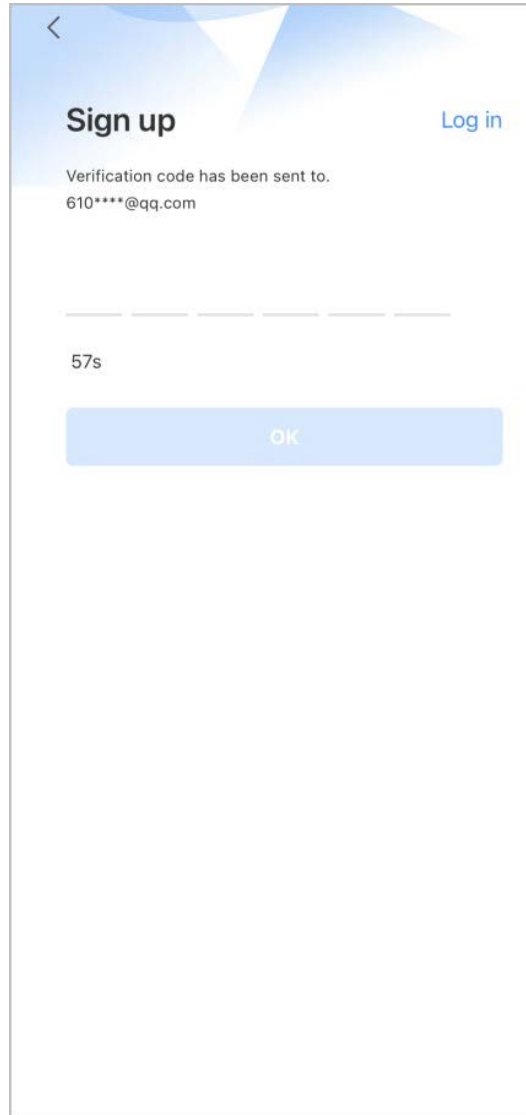 Sign up
Log in
Verification code has been sent to.
610****@qq.com
57s
OK